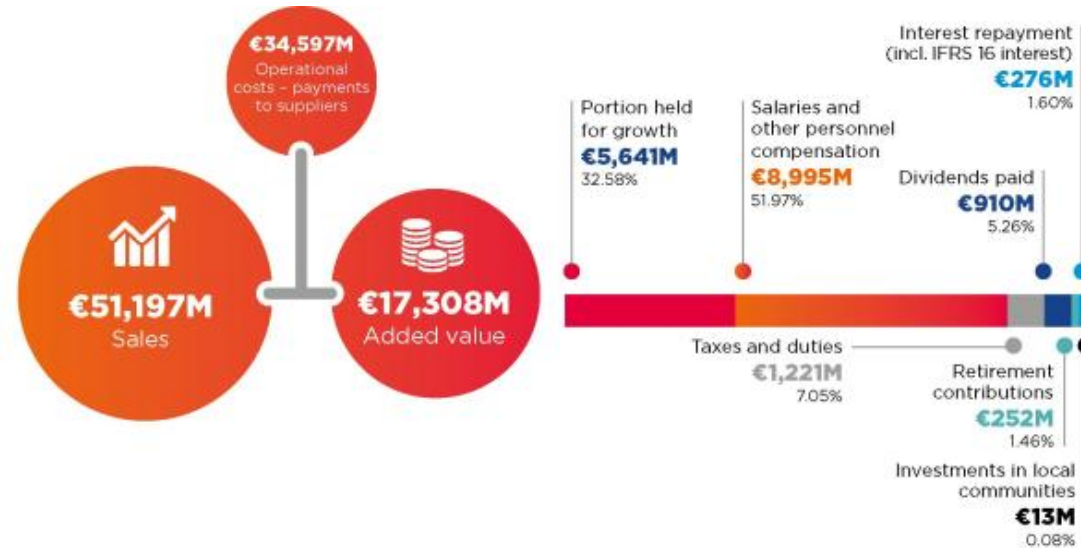 €34,597M
Operational
costs – payments
to suppliers
€51,197M
Sales
€17,308M
Added value
Portion held
for growth
€5,641M
32.58%
Salaries and
other personnel
compensation
€8,995M
51.97%
Interest repayment
(incl. IFRS 16 interest)
€276M
1.60%
Dividends paid
€910M
5.26%
Taxes and duties
€1,221M
7.05%
Retirement
contributions
€252M
1.46%
Investments in local
communities
€13M
0.08%